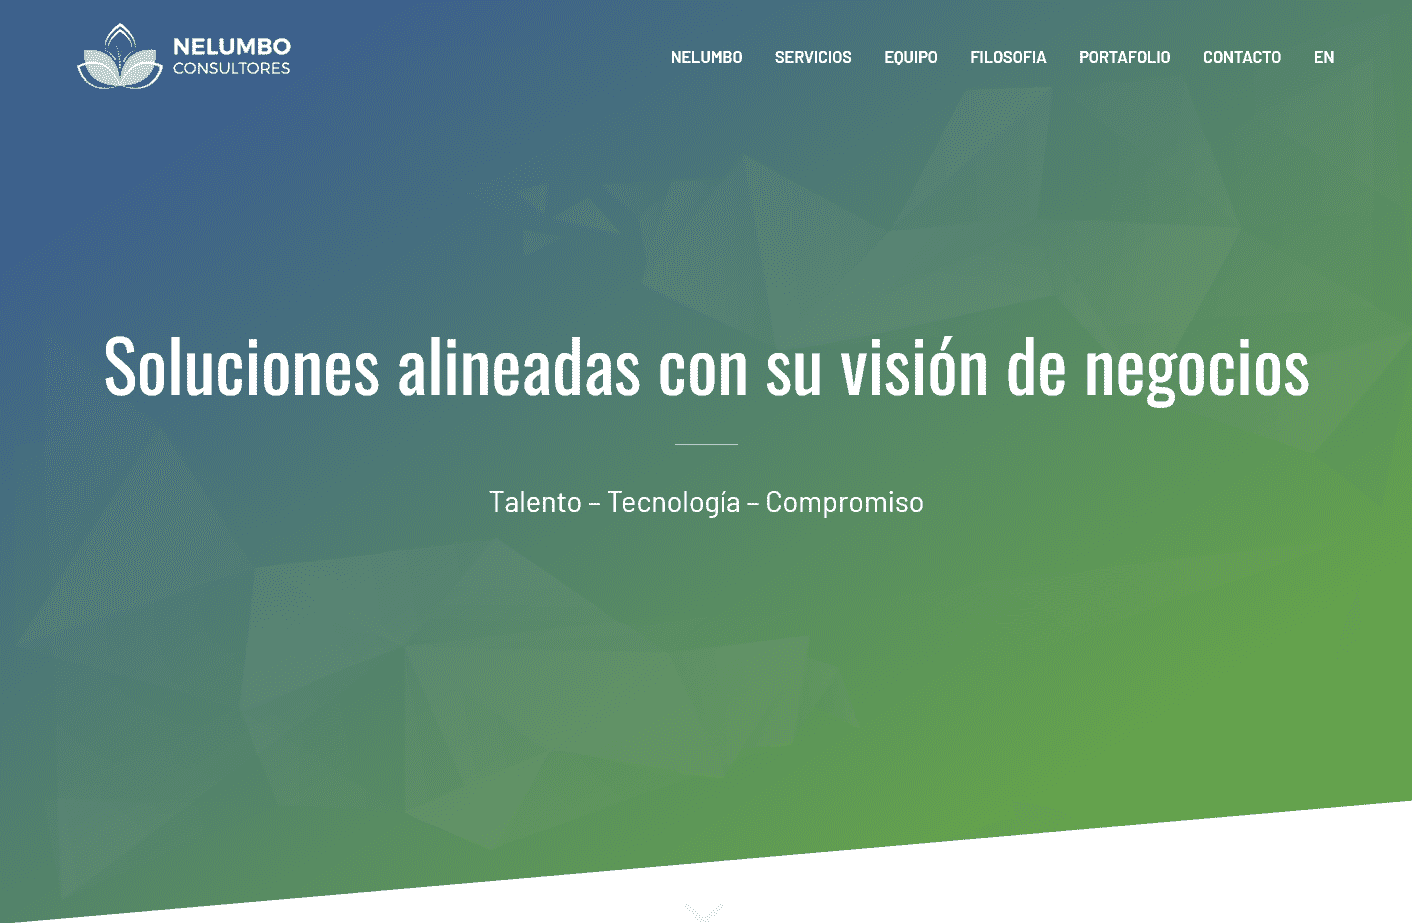 NELUMBO
CONSULTORES
NELUMBO SERVICIOS EQUIPO FILOSOFIA PORTAFOLIO CONTACTO EN
Soluciones alineadas con su visión de negocios
Talento – Tecnología – Compromiso